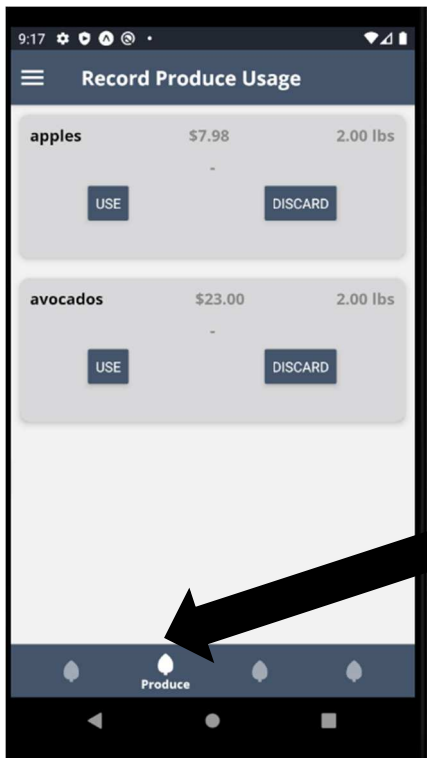 9:17
Record Produce Usage
apples $7.98 2.00 lbs
-
USE DISCARD
avocados $23.00 2.00 lbs
-
USE DISCARD
Produce